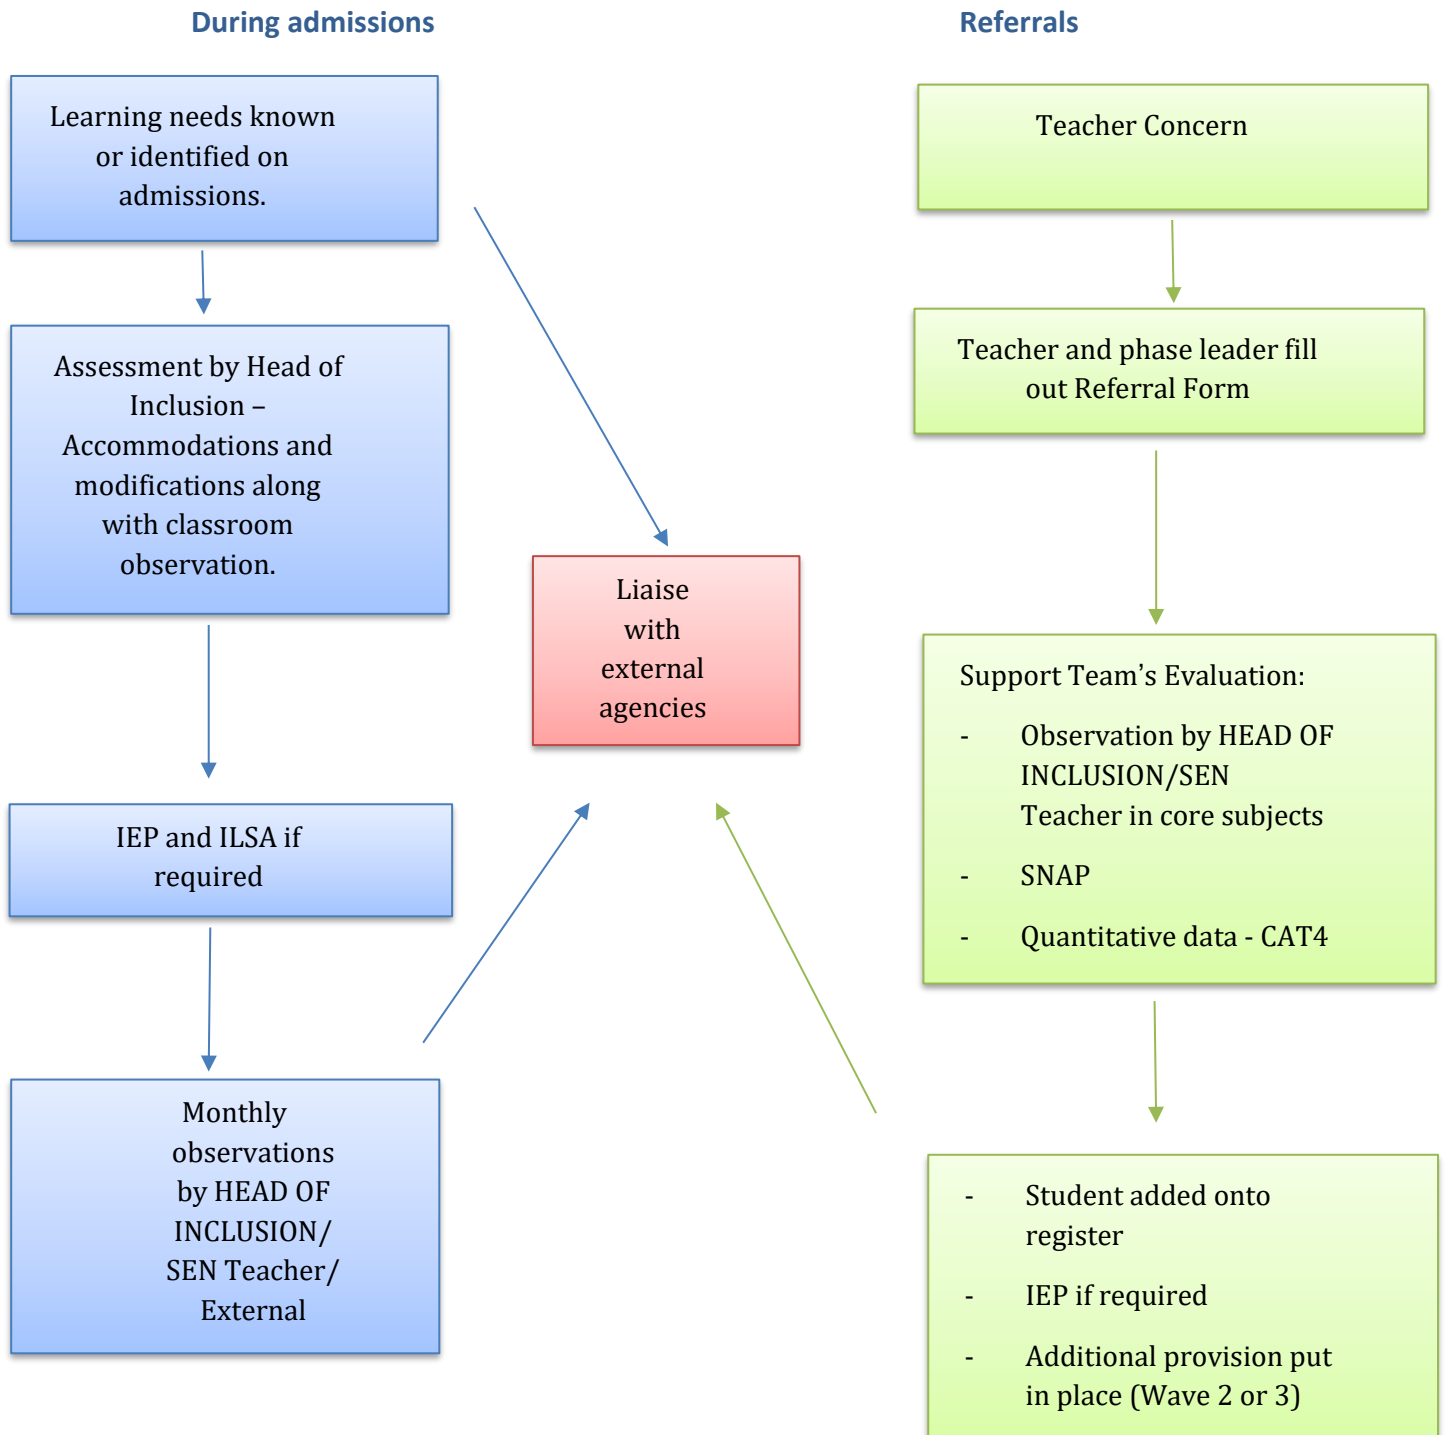 During admissions
Learning needs known
or identified on
admissions.
Assessment by Head of
Inclusion –
Accommodations and
modifications along
with classroom
observation.
IEP and ILSA if
required
Monthly
observations
by HEAD OF
INCLUSION/
SEN Teacher/
External
Liaise
with
external
agencies
Referrals
Teacher Concern
Teacher and phase leader fill
out Referral Form
Support Team’s Evaluation:
- Observation by HEAD OF
INCLUSION/SEN
Teacher in core subjects
- SNAP
- Quantitative data - CAT4
- Student added onto
register
- IEP if required
- Additional provision put
in place (Wave 2 or 3)